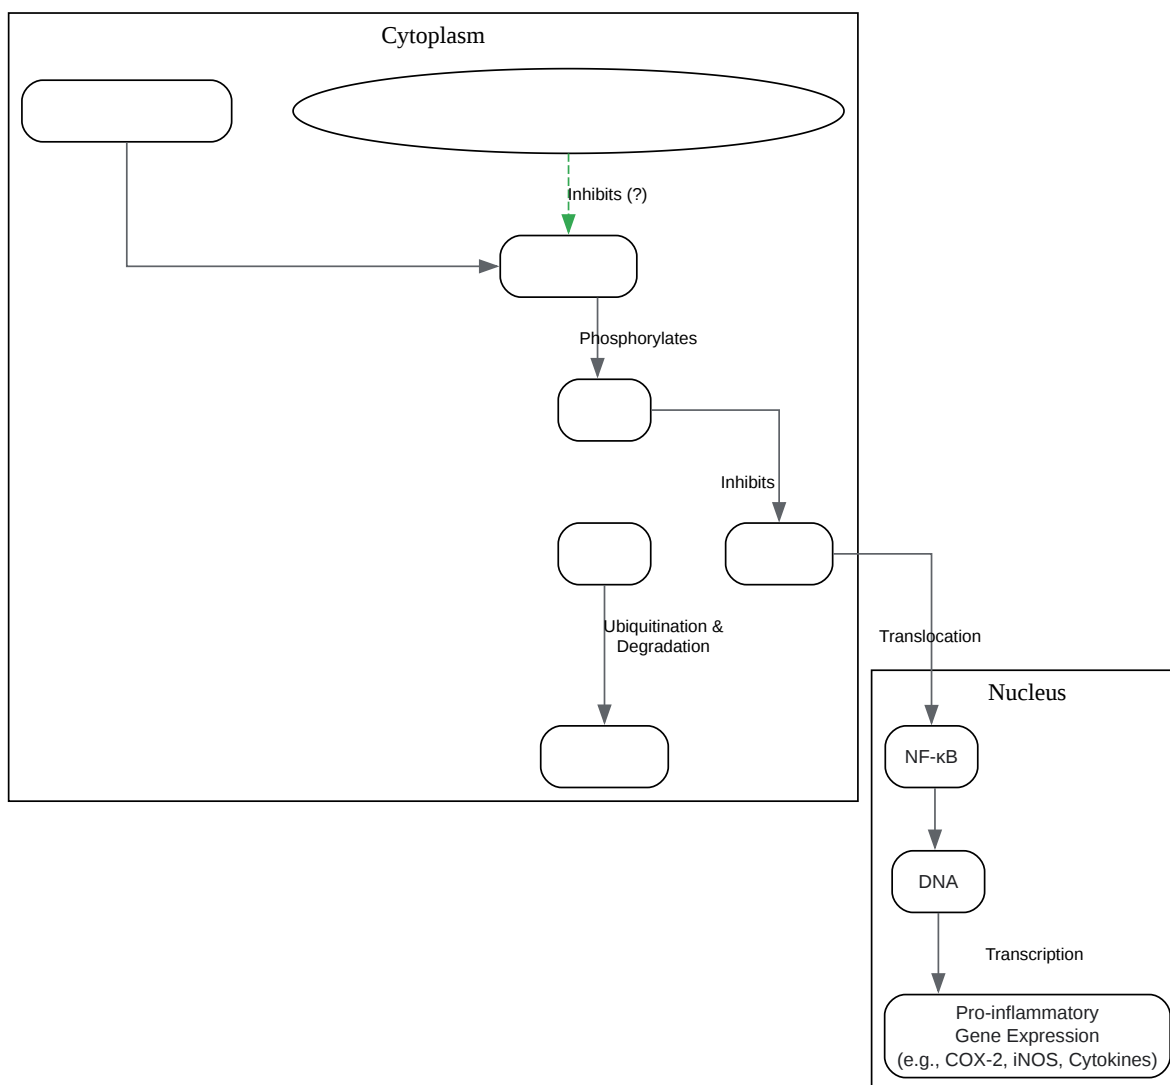 Cytoplasm
Inhibits (?)
Phosphorylates
Inhibits
Ubiquitination &
Degradation
Translocation
Nucleus
NF-κB
DNA
Transcription
Pro-inflammatory
Gene Expression
(e.g., COX-2, iNOS, Cytokines)